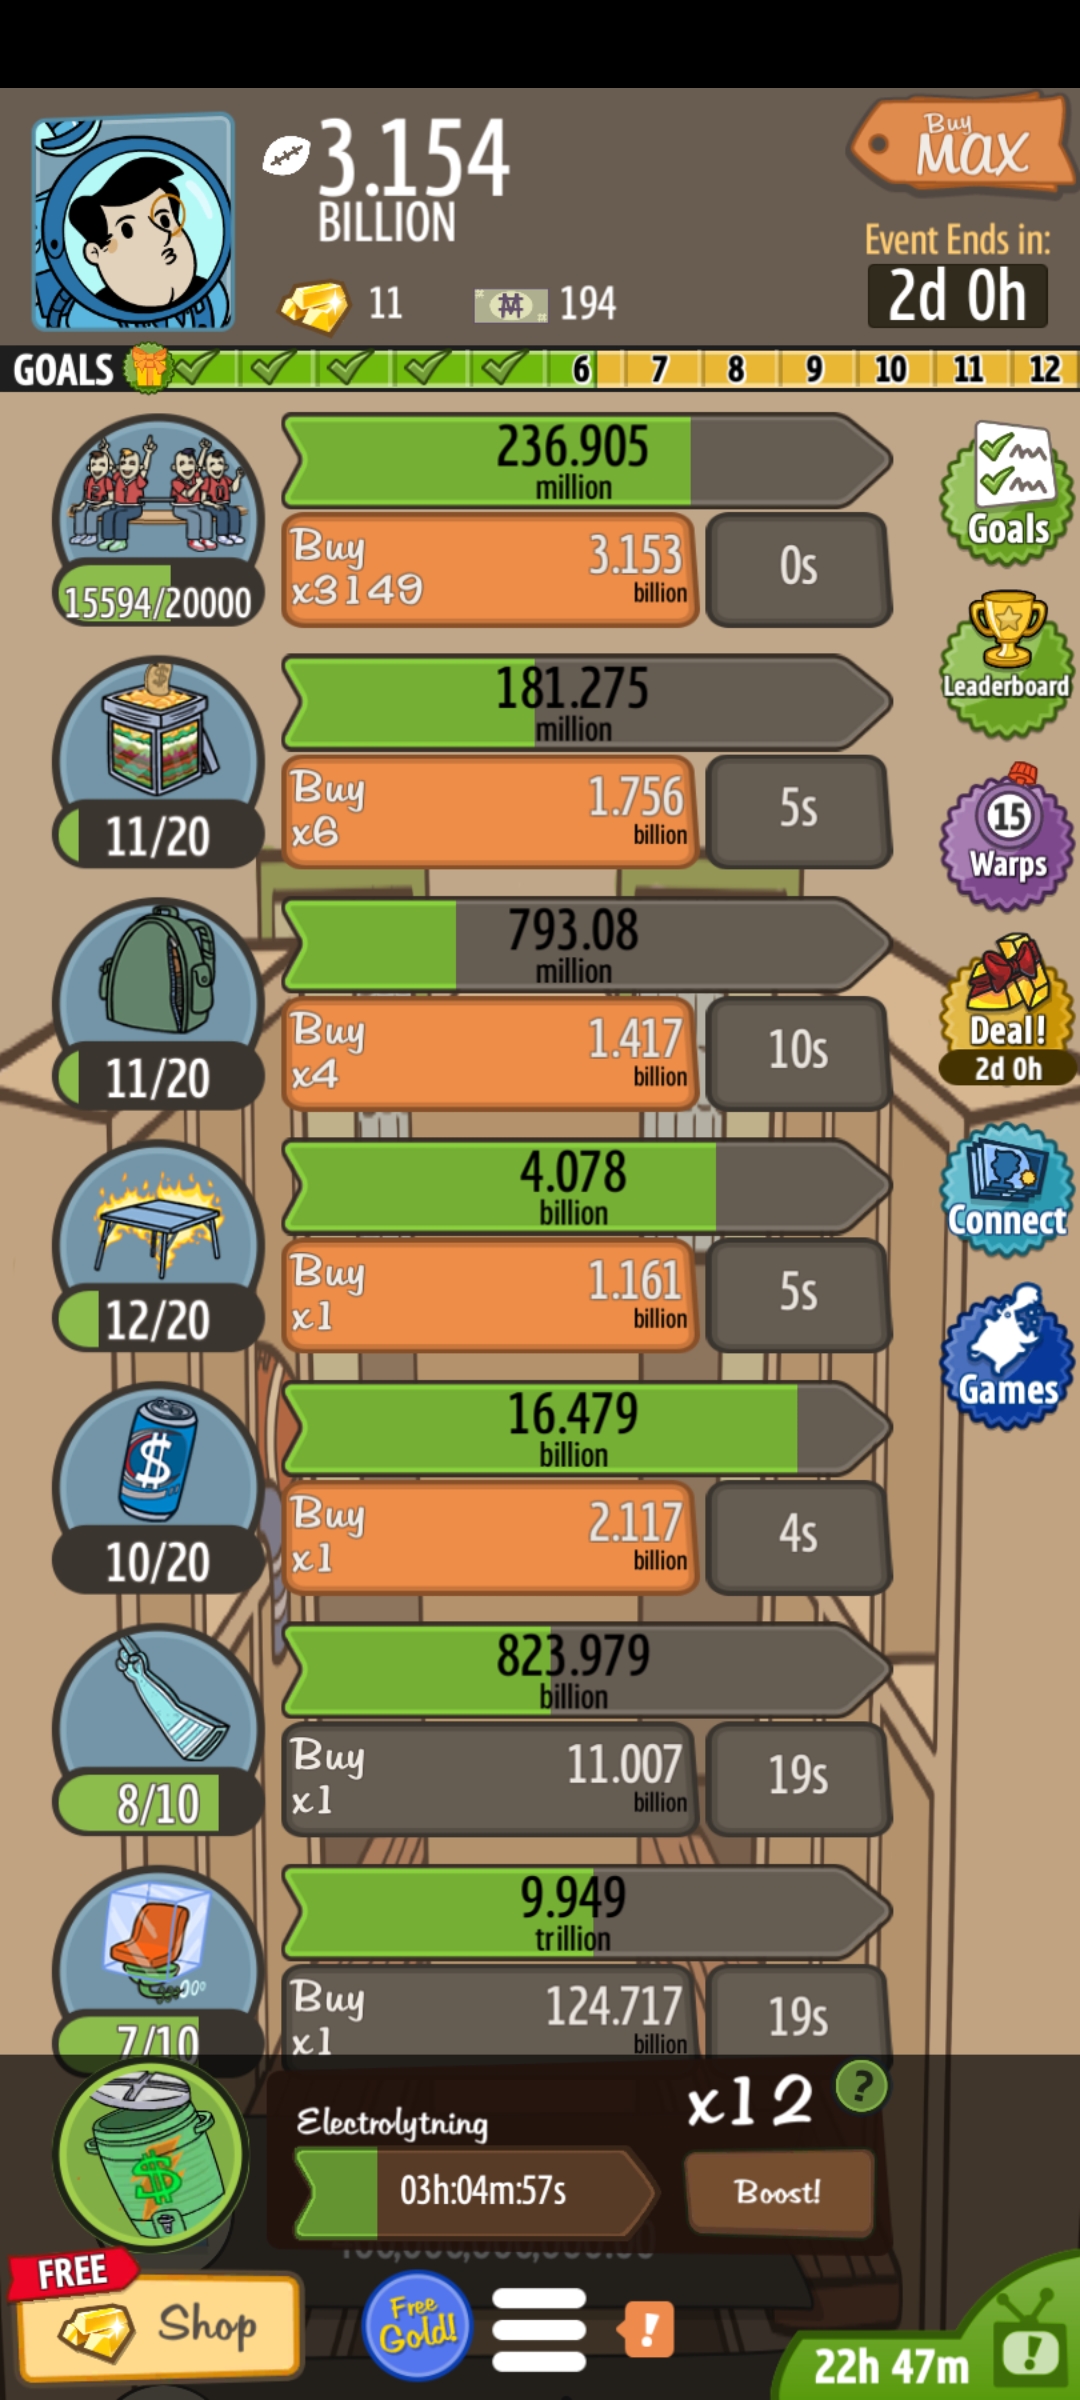 3.154
BILLION
11
194
Buy
MAX
Event Ends in:
2d 0h
GOALS 6 7 8 9 10 11 12
236.905
million
Buy
x3149
3.153
billion
0s
15594/20000
Goals
181.275
million
Buy
x6
1.756
billion
5s
11/20
Leaderboard
793.08
million
Buy
x4
1.417
billion
10s
11/20
15
Warps
4.078
billion
Buy
x1
1.161
billion
5s
12/20
Deal!
2d 0h
16.479
billion
Buy
x1
2.117
billion
4s
10/20
Connect
823.979
billion
Buy
x1
11.007
billion
19s
8/10
Games
9.949
trillion
Buy
x1
124.717
billion
19s
7/10
Electrolytning
x12
?
03h:04m:57s
Boost!
FREE
Shop
Free
Gold!
!
22h 47m
!